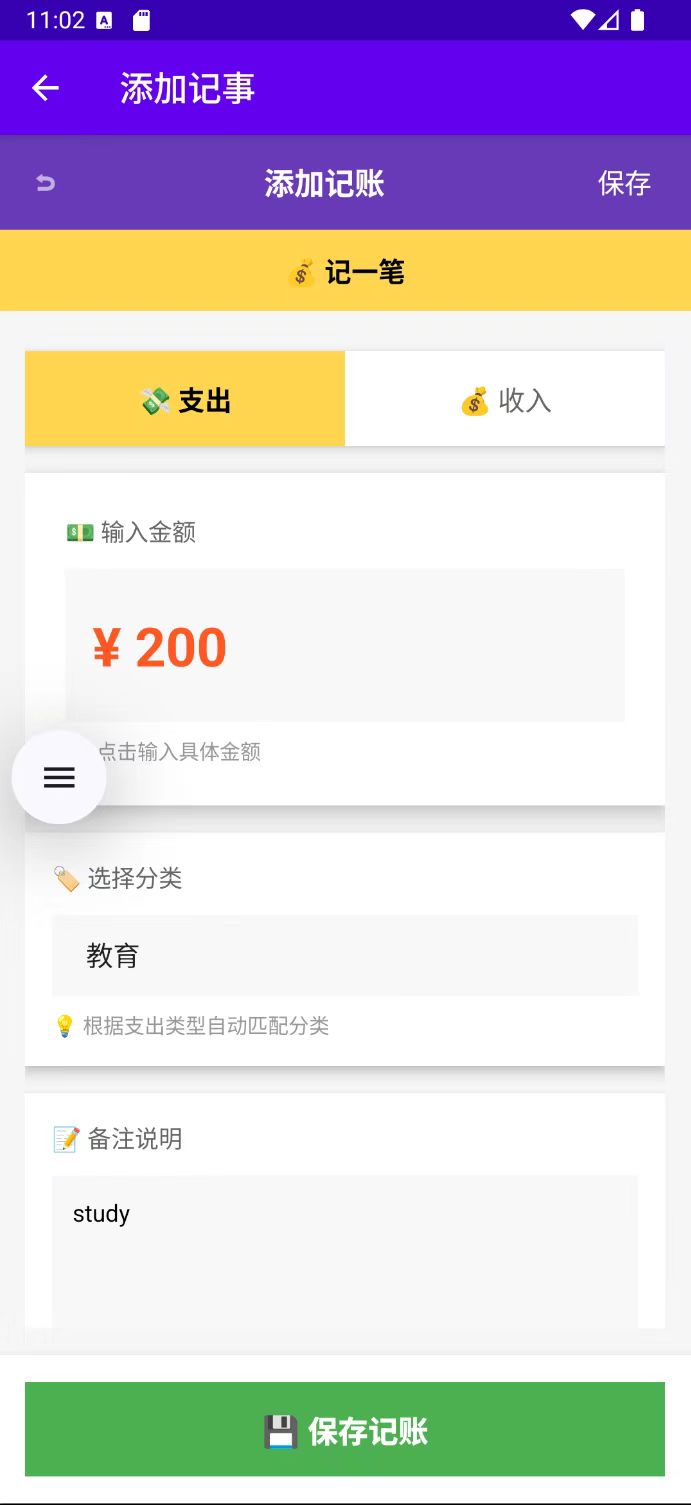 11:02
添加记事
添加记账
保存
记一笔
支出
收入
输入金额
¥ 200
点击输入具体金额
选择分类
教育
根据支出类型自动匹配分类
备注说明
study
保存记账